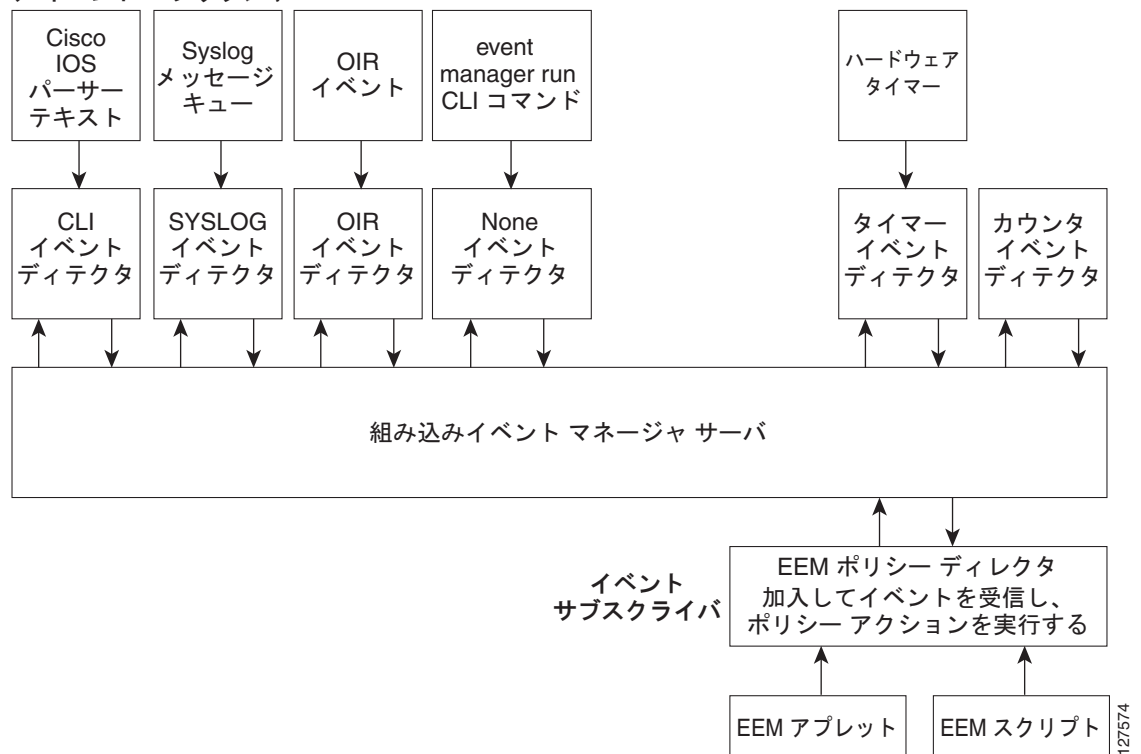 Cisco
IOS
パーサー
テキスト
Syslog
メッセージ
キュー
OIR
イベント
event
manager run
CLI コマンド
ハードウェア
タイマー
CLI
イベント
ディテクタ
SYSLOG
イベント
ディテクタ
OIR
イベント
ディテクタ
None
イベント
ディテクタ
タイマー
イベント
ディテクタ
カウンタ
イベント
ディテクタ
組み込みイベント マネージャ サーバ
イベント
サブスクライバ
EEM ポリシー ディレクタ
加入してイベントを受信し、
ポリシー アクションを実行する
EEM アプレット
EEM スクリプト
127574